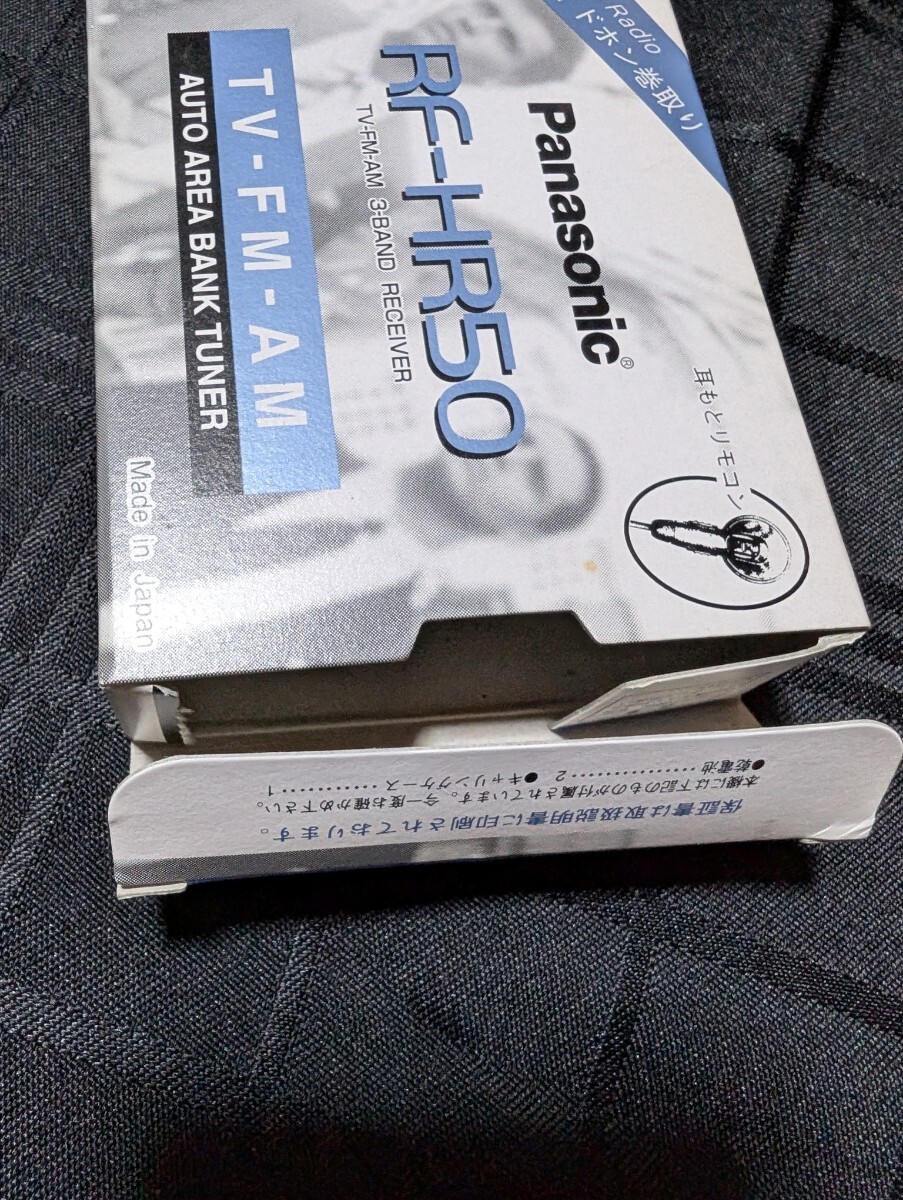 Radio
ドホン巻取り
Panasonic®
RF-HR50
TV-FM-AM 3-BAND RECEIVER
TV-FM-AM
AUTO AREA BANK TUNER
Made in Japan
耳もとリモコン
保証書は取扱説明書に印刷されております。
本機には下記のものが付属されています。今一度お確かめ下さい。
●乾電池……………2 ●キャリングケース…………1